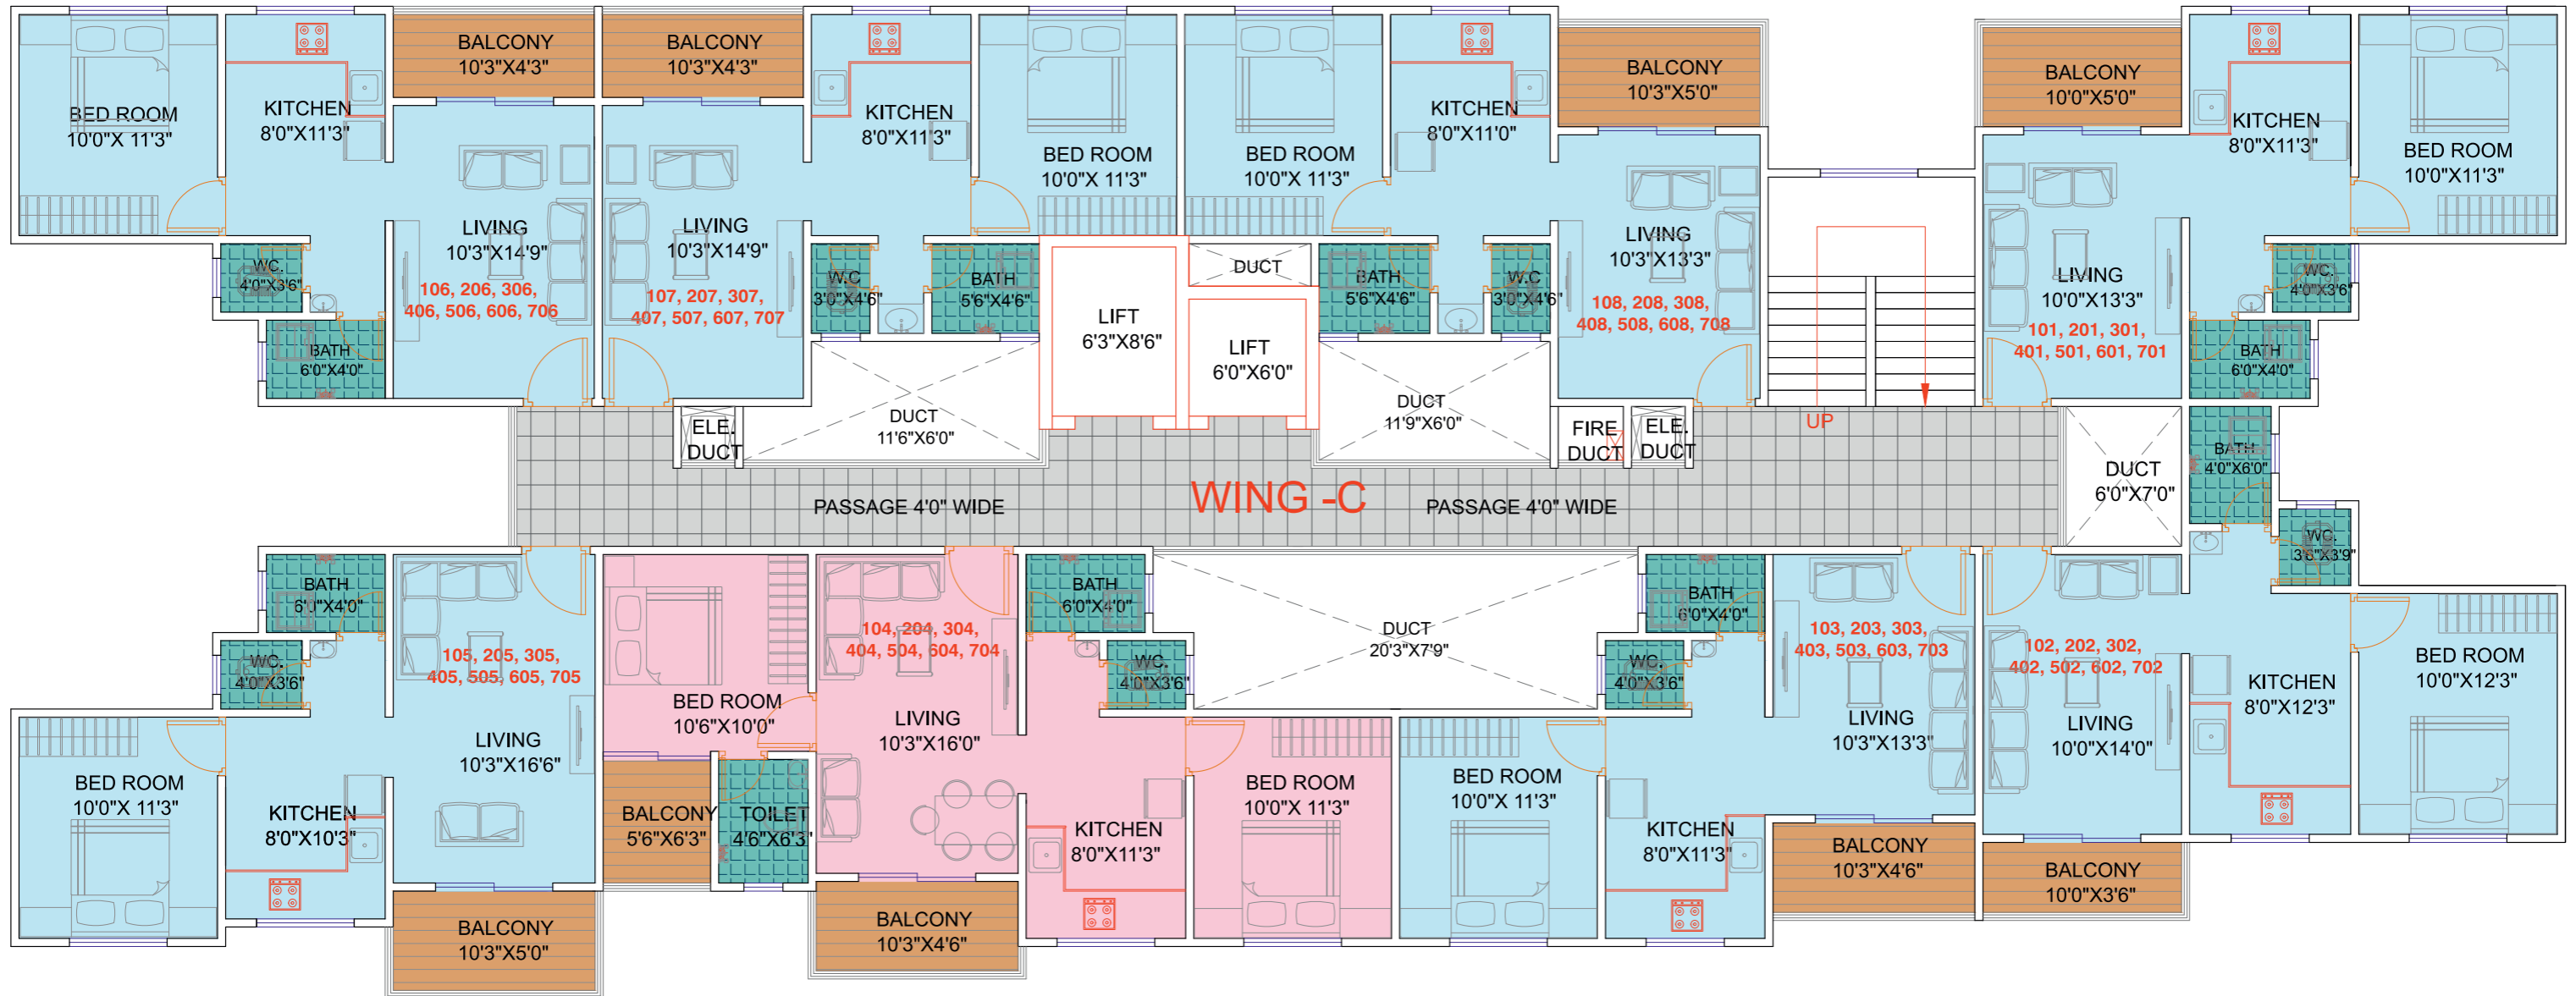 BED ROOM
10'0"X 11'3"
KITCHEN
8'0"X11'3"
BALCONY
10'3"X4'3"
LIVING
10'3"X14'9"
106, 206, 306,
406, 506, 606, 706
WC.
4'0"X3'6"
BATH
6'0"X4'0"
BALCONY
10'3"X4'3"
LIVING
10'3"X14'9"
107, 207, 307,
407, 507, 607, 707
KITCHEN
8'0"X11'3"
BED ROOM
10'0"X 11'3"
W.C
3'0"X4'6"
BATH
5'6"X4'6"
BED ROOM
10'0"X 11'3"
KITCHEN
8'0"X11'0"
BALCONY
10'3"X5'0"
LIVING
10'3"X13'3"
108, 208, 308,
408, 508, 608, 708
BATH
5'6"X4'6"
W.C
3'0"X4'6"
DUCT
LIFT
6'3"X8'6"
LIFT
6'0"X6'0"
DUCT
11'6"X6'0"
DUCT
11'9"X6'0"
ELE.
DUCT
FIRE
DUCT
ELE.
DUCT
UP
BALCONY
10'0"X5'0"
KITCHEN
8'0"X11'3"
BED ROOM
10'0"X11'3"
LIVING
10'0"X13'3"
101, 201, 301,
401, 501, 601, 701
WC.
4'0"X3'6"
BATH
6'0"X4'0"
PASSAGE 4'0" WIDE
WING -C
PASSAGE 4'0" WIDE
DUCT
6'0"X7'0"
BATH
4'0"X6'0"
WC.
3'6"X3'9"
BATH
6'0"X4'0"
WC.
4'0"X3'6"
105, 205, 305,
405, 505, 605, 705
LIVING
10'3"X16'6"
BED ROOM
10'0"X 11'3"
KITCHEN
8'0"X10'3"
BALCONY
10'3"X5'0"
BED ROOM
10'6"X10'0"
BALCONY
5'6"X6'3"
TOILET
4'6"X6'3"
104, 204, 304,
404, 504, 604, 704
LIVING
10'3"X16'0"
BALCONY
10'3"X4'6"
BATH
6'0"X4'0"
WC.
4'0"X3'6"
KITCHEN
8'0"X11'3"
BED ROOM
10'0"X 11'3"
DUCT
20'3"X7'9"
BATH
6'0"X4'0"
WC.
4'0"X3'6"
BED ROOM
10'0"X 11'3"
KITCHEN
8'0"X11'3"
103, 203, 303,
403, 503, 603, 703
LIVING
10'3"X13'3"
BALCONY
10'3"X4'6"
102, 202, 302,
402, 502, 602, 702
LIVING
10'0"X14'0"
BALCONY
10'0"X3'6"
KITCHEN
8'0"X12'3"
BED ROOM
10'0"X12'3"